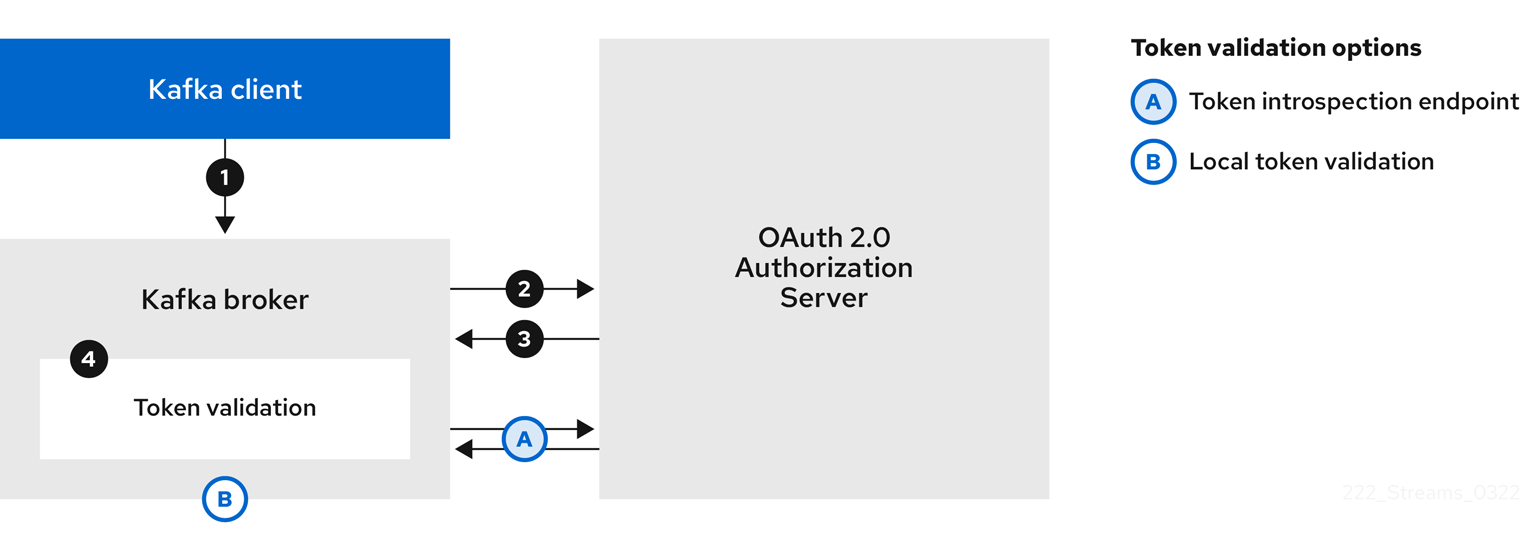 Kafka client
1
Kafka broker
4
Token validation
B
2
3
A
OAuth 2.0
Authorization
Server
Token validation options
A Token introspection endpoint
B Local token validation
222_Streams_0322